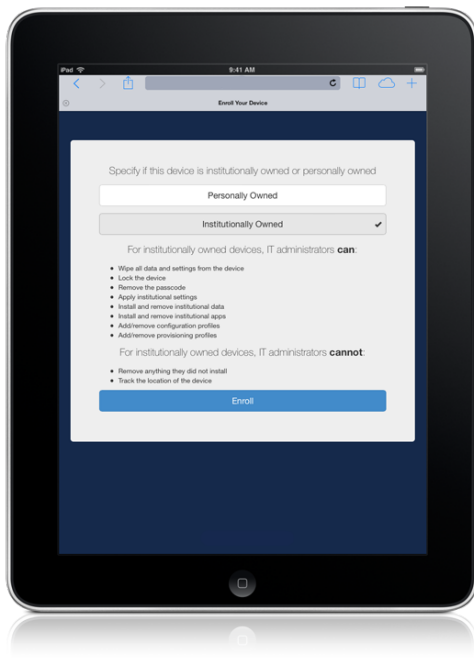 iPad
9:41 AM
Enroll Your Device
Specify if this device is institutionally owned or personally owned
Personally Owned
Institutionally Owned
For institutionally owned devices, IT administrators can:
Wipe all data and settings from the device
Lock the device
Remove the passcode
Apply institutional settings
Install and remove institutional data
Install and remove institutional apps
Add/remove configuration profiles
Add/remove provisioning profiles
For institutionally owned devices, IT administrators cannot:
Remove anything they did not install
Track the location of the device
Enroll